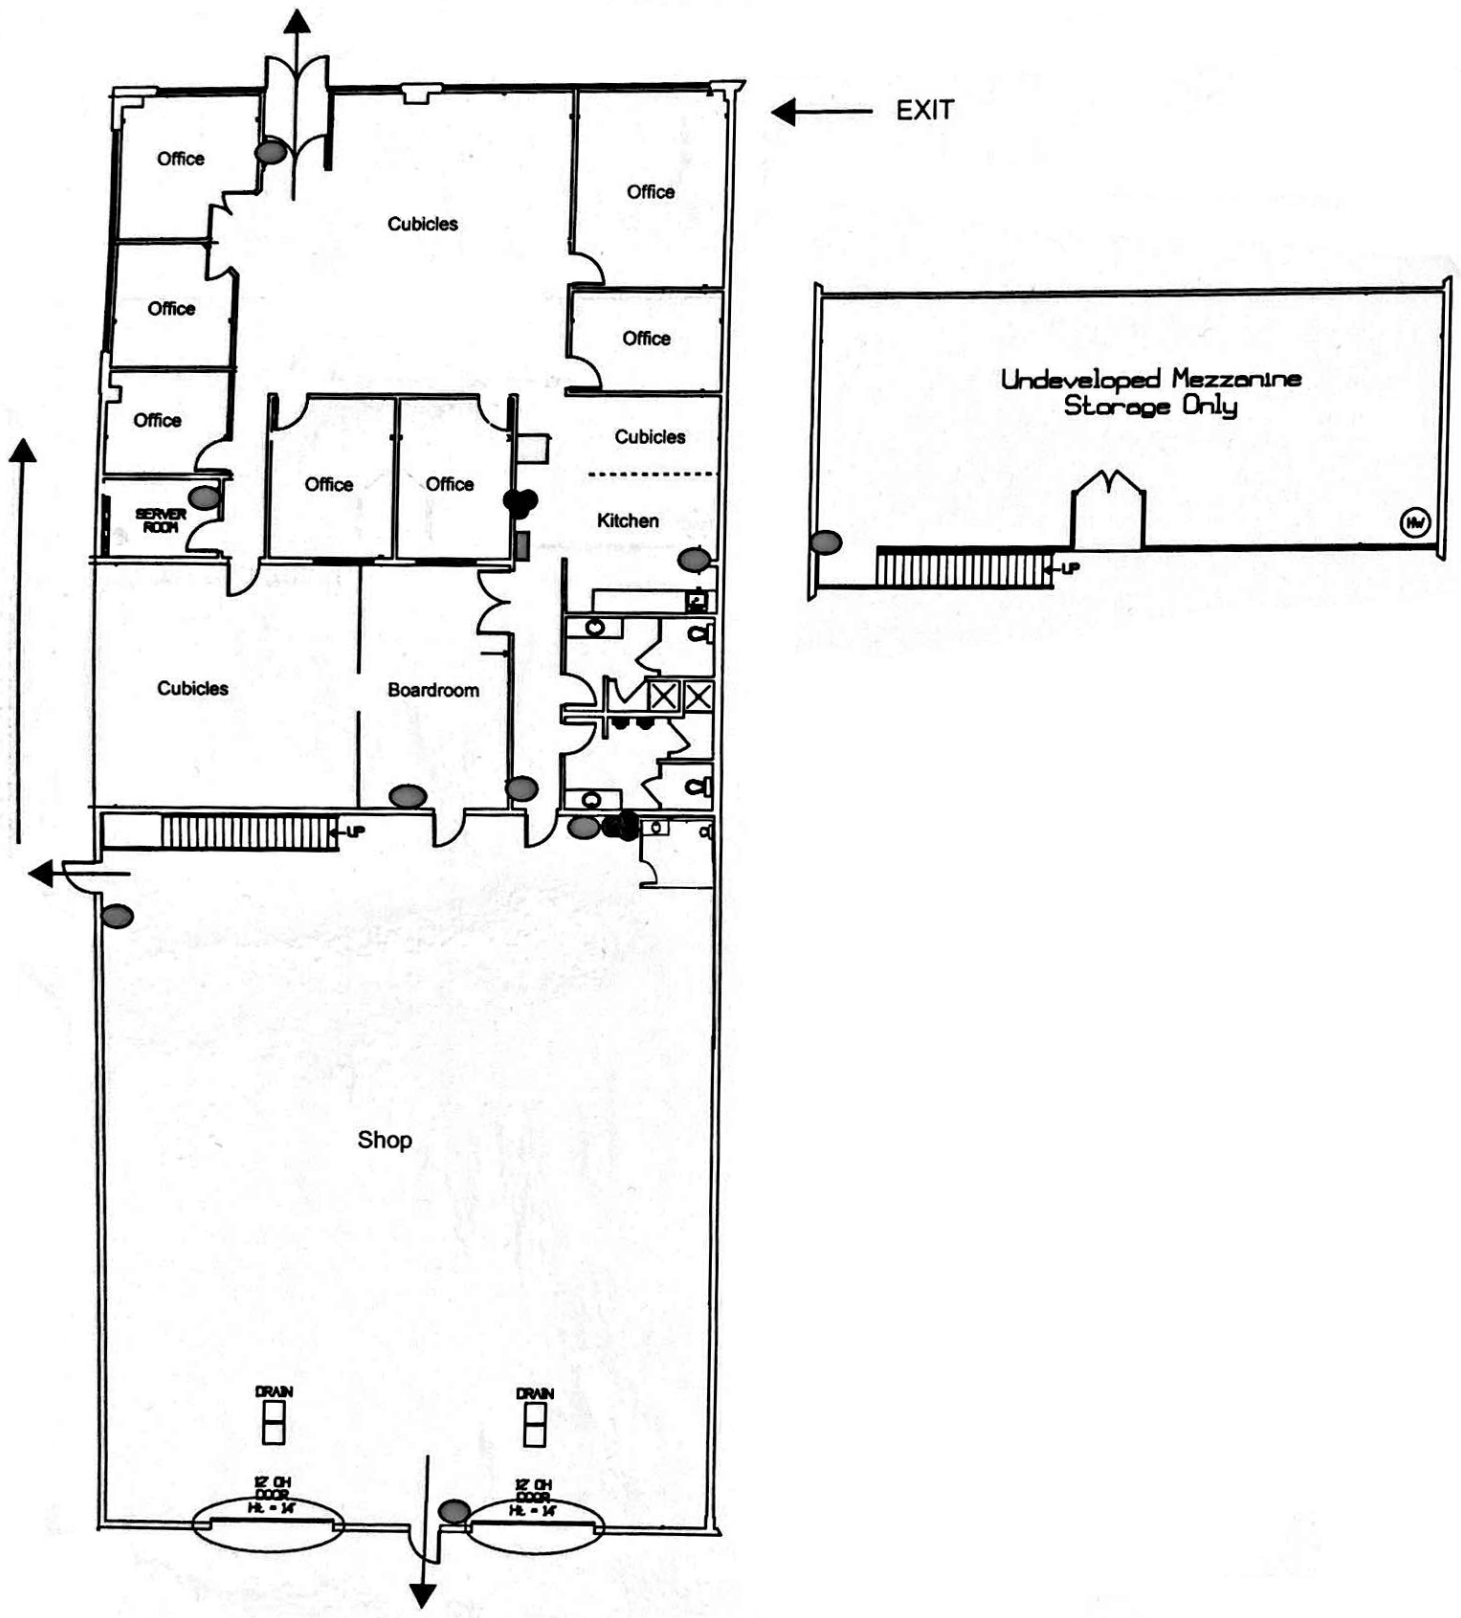 EXIT
Office
Office
Cubicles
Office
Office
Undeveloped Mezzanine
Storage Only
Office
Cubicles
Office
Office
SERVER
ROOM
Kitchen
HW
UP
Cubicles
Boardroom
UP
Shop
DRAIN
DRAIN
12' OH
DOOR
Ht. = 14'
12' OH
DOOR
Ht. = 14'